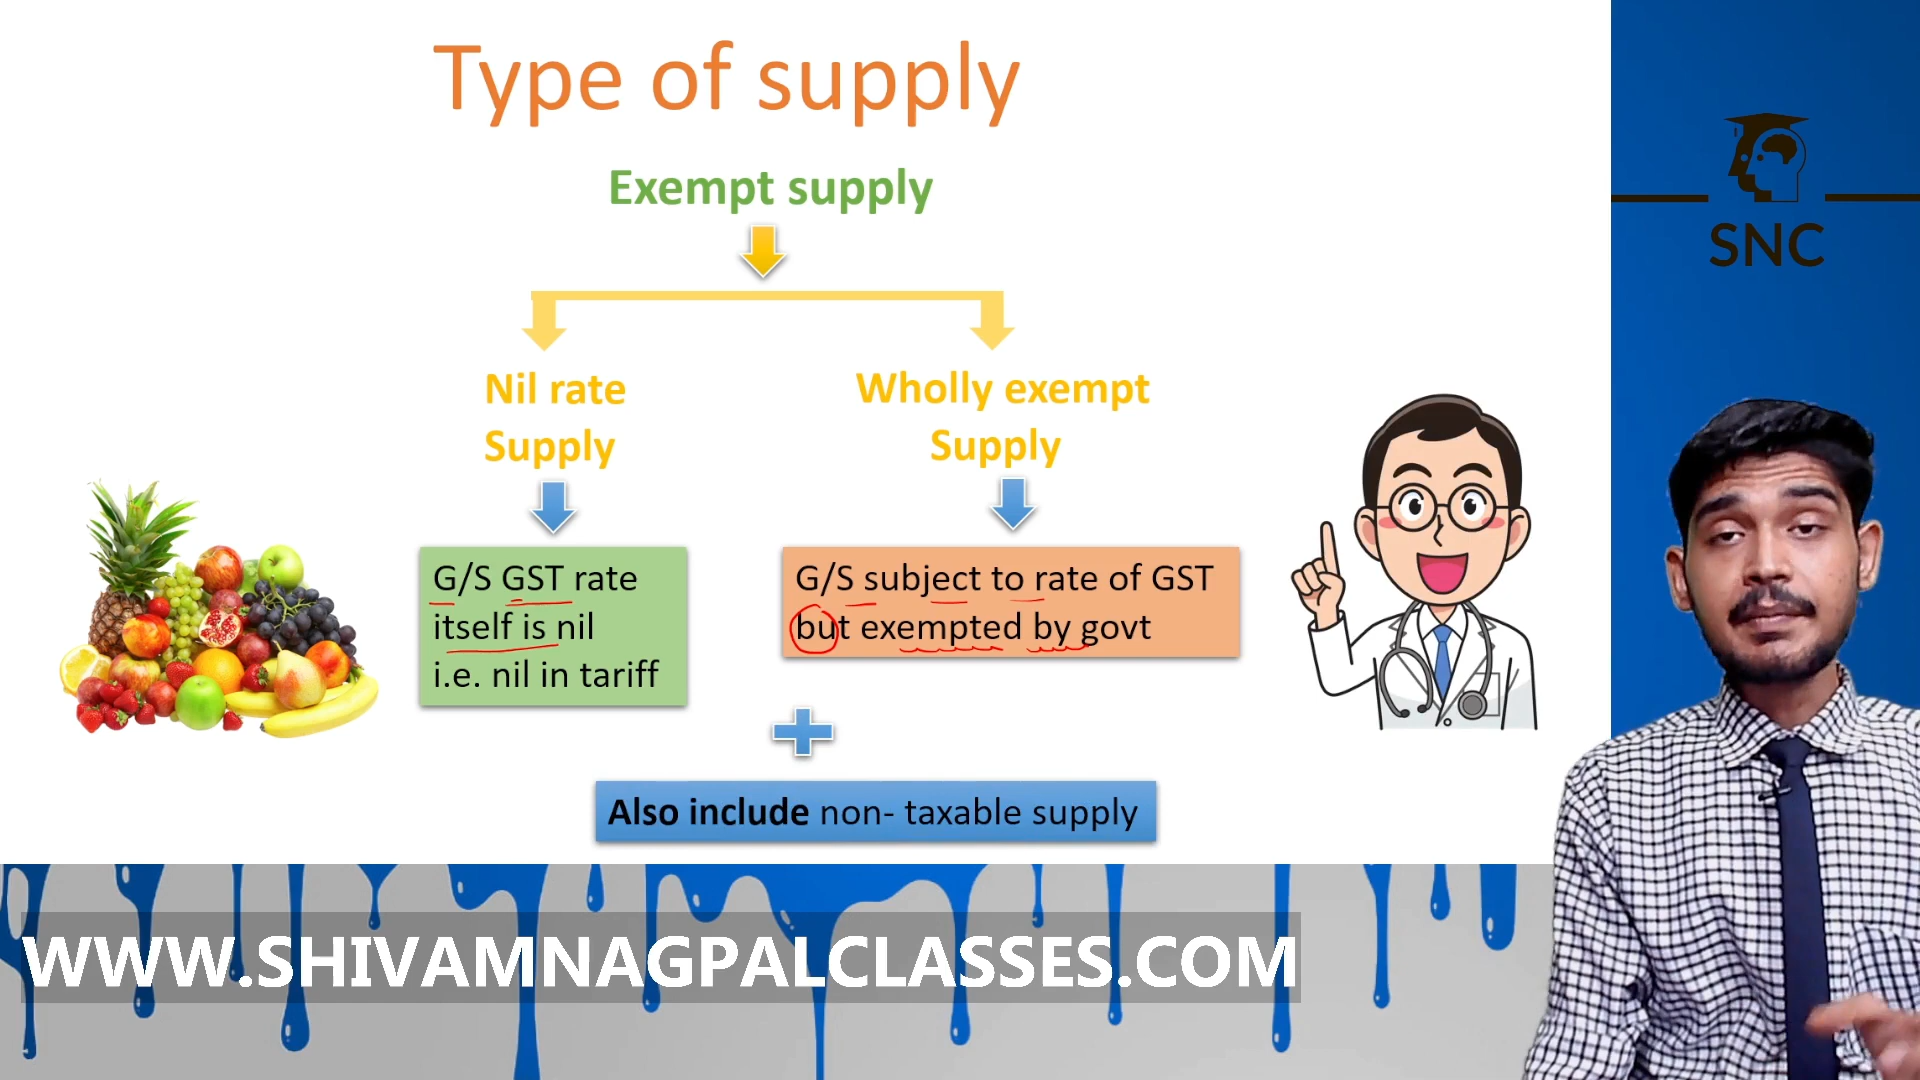 Type of supply
Exempt supply
Nil rate
Supply
Wholly exempt
Supply
G/S GST rate
itself is nil
i.e. nil in tariff
G/S subject to rate of GST
but exempted by govt
Also include non- taxable supply
SNC
WWW.SHIVAMNAGPALCLASSES.COM